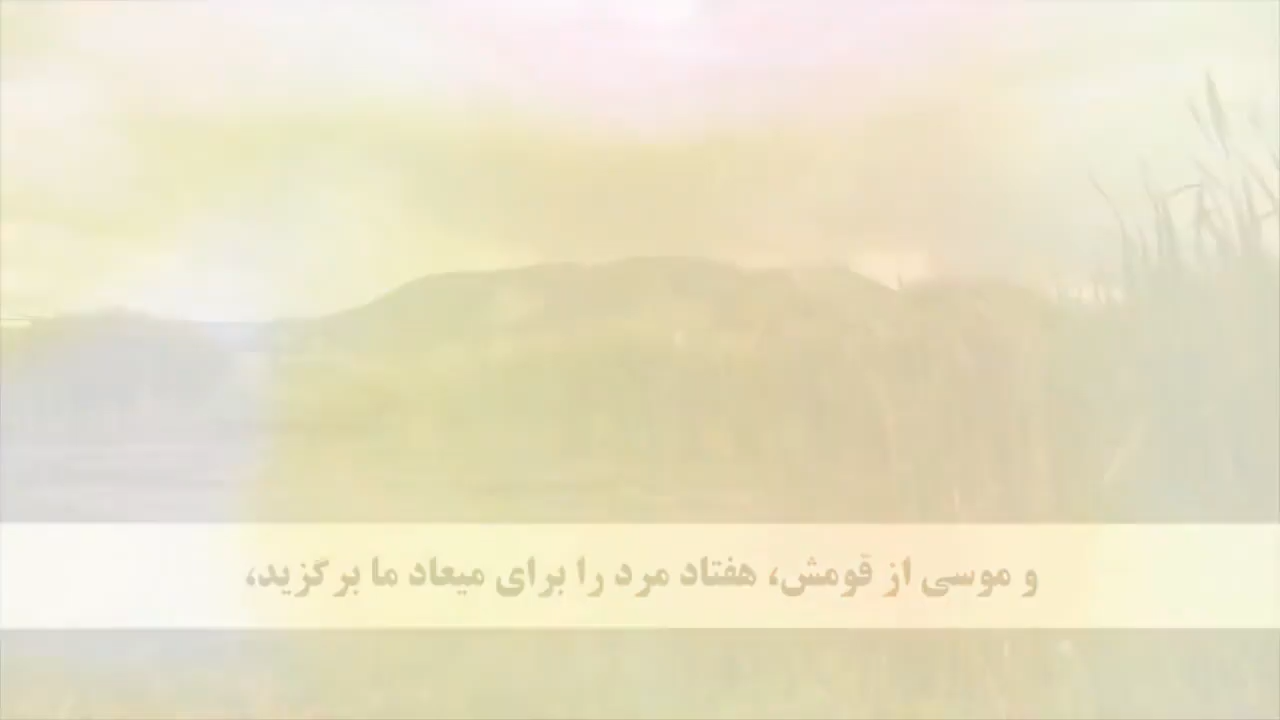 و موسی از قومش، هفتاد مرد را برای میعاد ما برگزید،